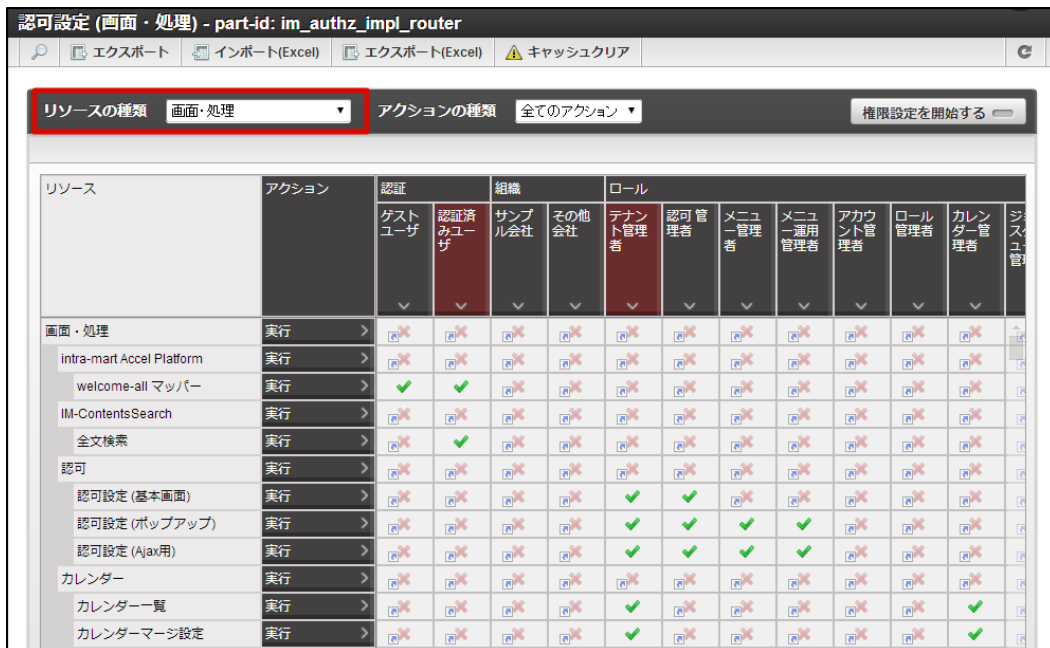 認可設定 (画面・処理) - part-id: im_authz_impl_router
エクスポート インポート(Excel) エクスポート(Excel) キャッシュクリア
リソースの種類 画面・処理 アクションの種類 全てのアクション 権限設定を開始する
リソース アクション 認証 組織 ロール
ゲスト 認証済 サンプ その他 テナン 認可 管 メニュ メニュ アカウ ロール カレン ジ
ユーザ みユー ル会社 会社 ト管理 理者 ー管理 ー運用 ント管 管理者 ダー管 ス
ザ 者 者 管理者 理者 理者 ュ
管
画面・処理 実行
intra-mart Accel Platform 実行
welcome-all マッパー 実行
IM-ContentsSearch 実行
全文検索 実行
認可 実行
認可設定 (基本画面) 実行
認可設定 (ポップアップ) 実行
認可設定 (Ajax用) 実行
カレンダー 実行
カレンダー一覧 実行
カレンダーマージ設定 実行